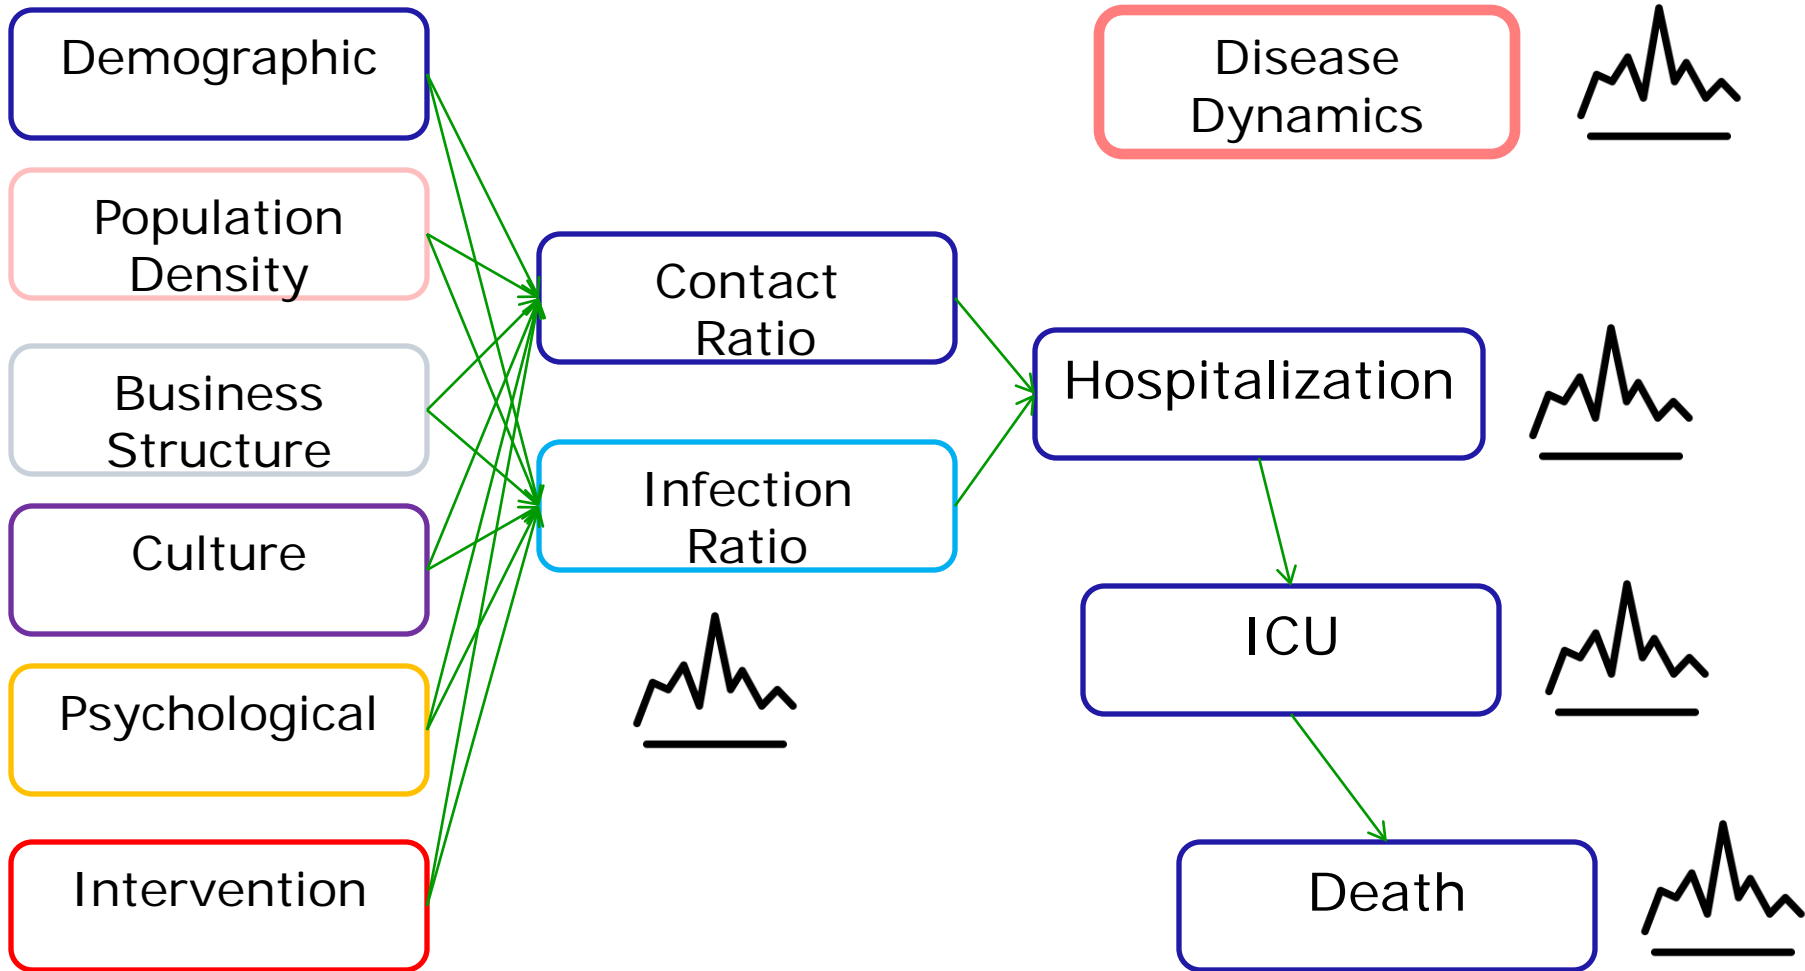 Demographic
Population
Density
Business
Structure
Culture
Psychological
Intervention
Contact
Ratio
Infection
Ratio
Disease
Dynamics
Hospitalization
ICU
Death